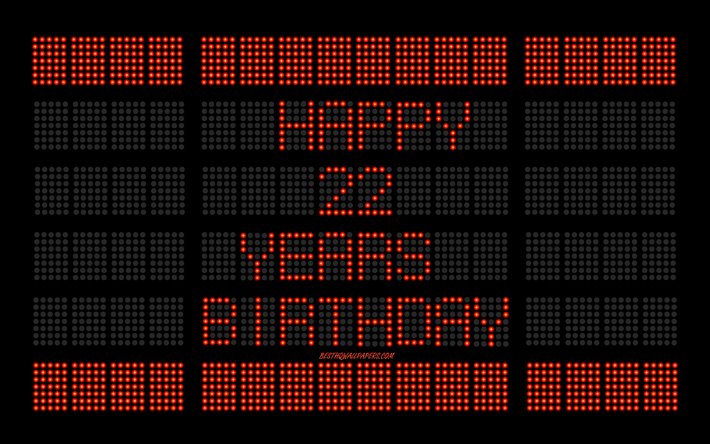 HAPPY
22
YEARS
BIRTHDAY
BESTHQWALLPAPERS.COM